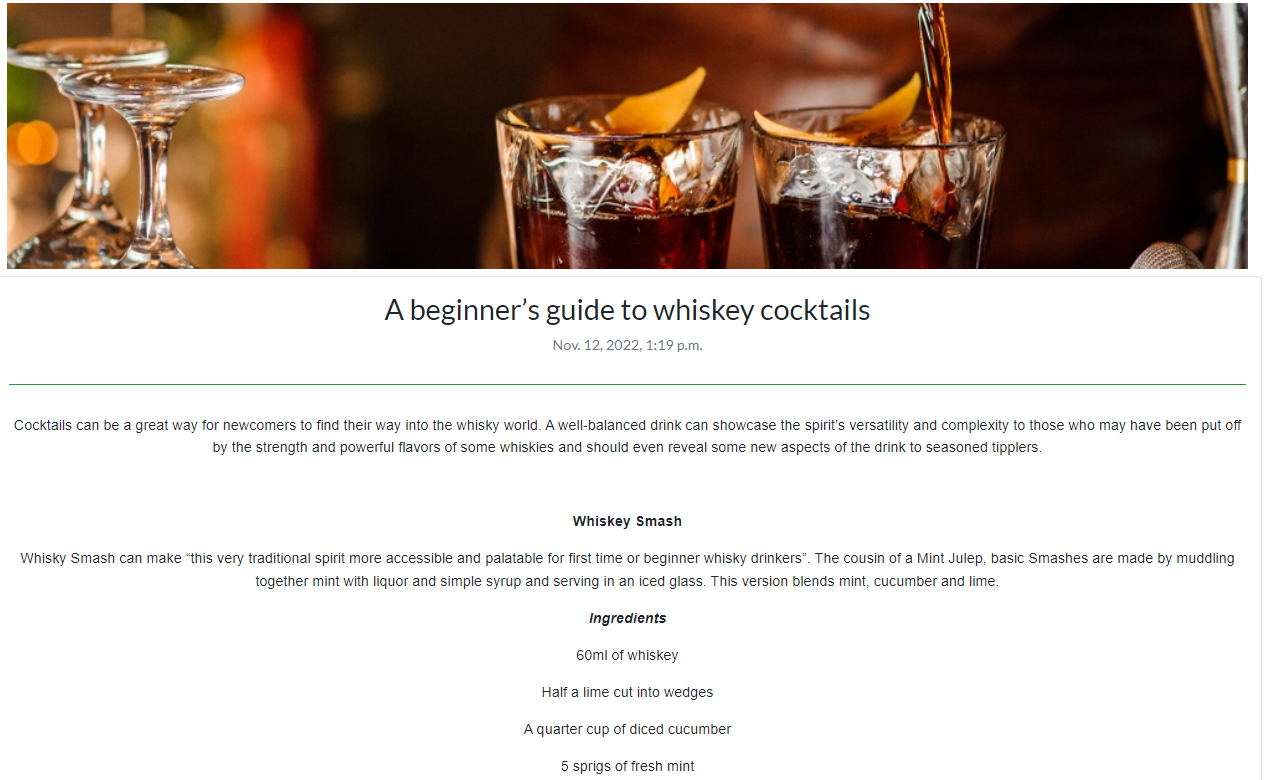 A beginner’s guide to whiskey cocktails
Nov. 12, 2022, 1:19 p.m.
Cocktails can be a great way for newcomers to find their way into the whisky world. A well-balanced drink can showcase the spirit’s versatility and complexity to those who may have been put off
by the strength and powerful flavors of some whiskies and should even reveal some new aspects of the drink to seasoned tipplers.
Whiskey Smash
Whisky Smash can make “this very traditional spirit more accessible and palatable for first time or beginner whisky drinkers”. The cousin of a Mint Julep, basic Smashes are made by muddling
together mint with liquor and simple syrup and serving in an iced glass. This version blends mint, cucumber and lime.
Ingredients
60ml of whiskey
Half a lime cut into wedges
A quarter cup of diced cucumber
5 sprigs of fresh mint